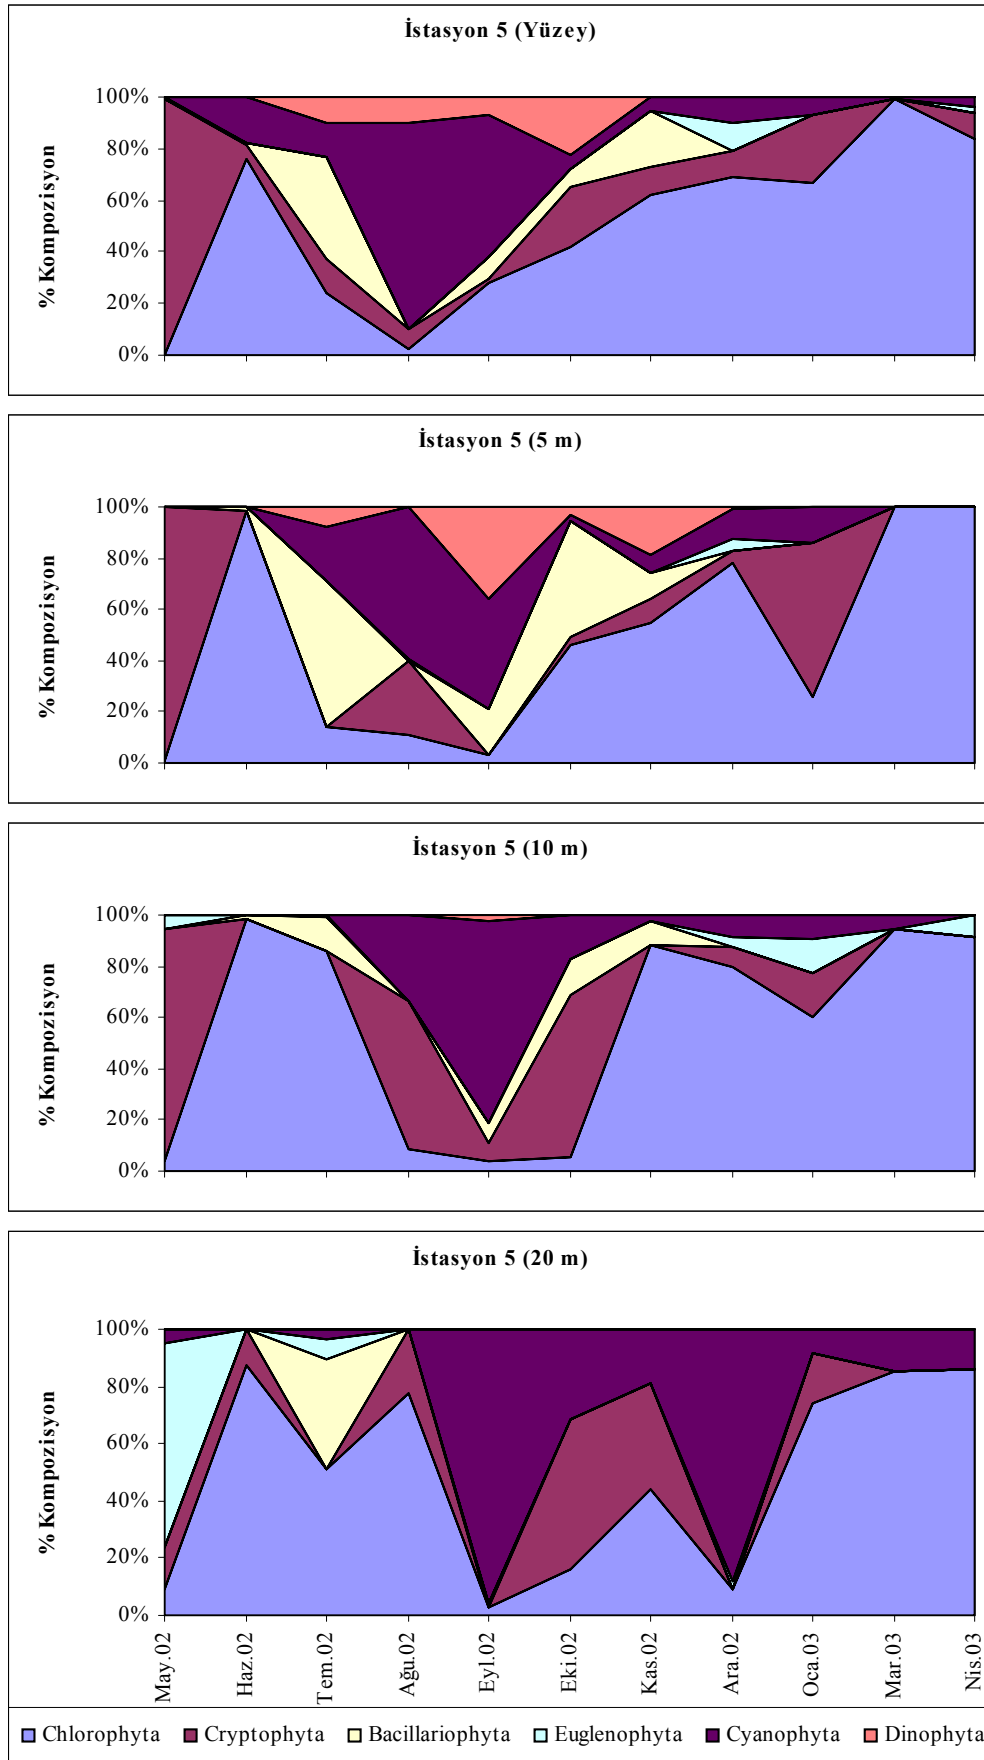 İstasyon 5 (Yüzey)
% Kompozisyon
100%
80%
60%
40%
20%
0%
İstasyon 5 (5 m)
% Kompozisyon
100%
80%
60%
40%
20%
0%
İstasyon 5 (10 m)
% Kompozisyon
100%
80%
60%
40%
20%
0%
İstasyon 5 (20 m)
% Kompozisyon
100%
80%
60%
40%
20%
0%
May.02
Haz.02
Tem.02
Ağu.02
Eyl.02
Eki.02
Kas.02
Ara.02
Oca.03
Mar.03
Nis.03
Chlorophyta Cryptophyta Bacillariophyta Euglenophyta Cyanophyta Dinophyta